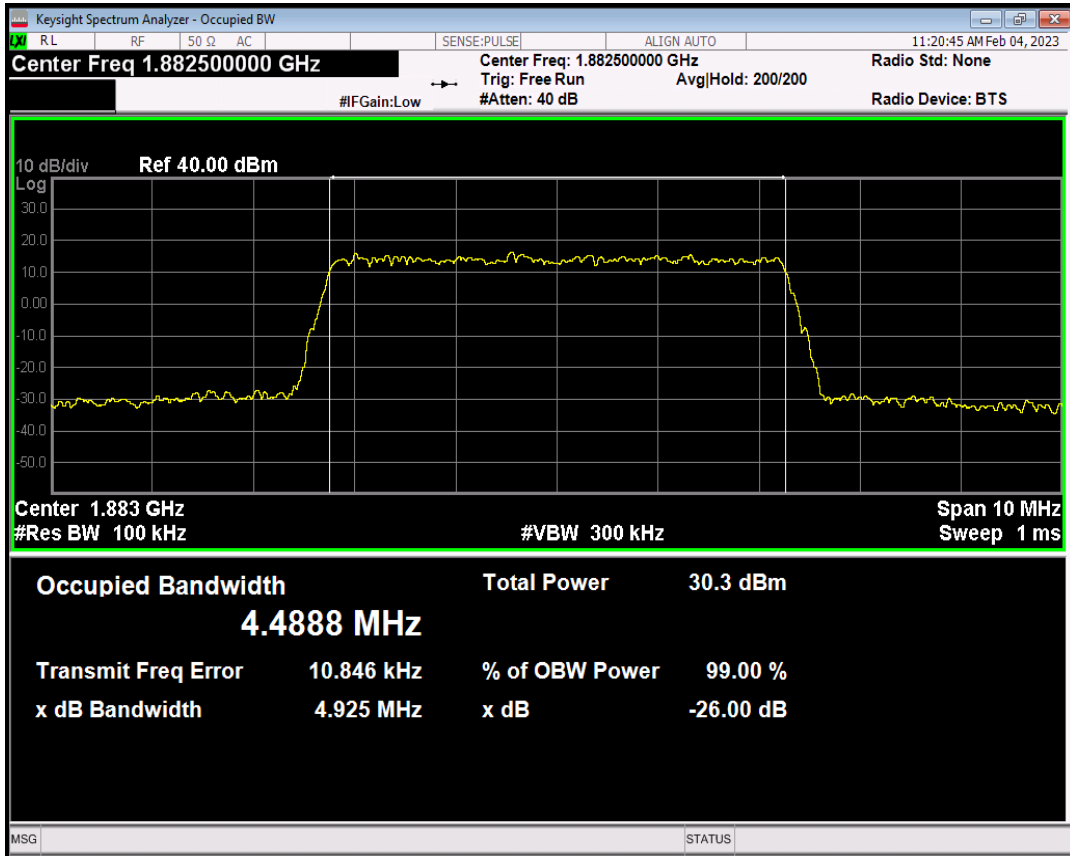 Keysight Spectrum Analyzer - Occupied BW
LXI RL RF 50 Ω AC SENSE:PULSE ALIGN AUTO 11:20:45 AM Feb 04, 2023
Center Freq 1.882500000 GHz Center Freq: 1.882500000 GHz Radio Std: None
Trig: Free Run Avg|Hold: 200/200
#IFGain:Low #Atten: 40 dB Radio Device: BTS
10 dB/div Ref 40.00 dBm
Log
30.0
20.0
10.0
0.00
-10.0
-20.0
-30.0
-40.0
-50.0
Center 1.883 GHz Span 10 MHz
#Res BW 100 kHz #VBW 300 kHz Sweep 1 ms
Occupied Bandwidth Total Power 30.3 dBm
4.4888 MHz
Transmit Freq Error 10.846 kHz % of OBW Power 99.00 %
x dB Bandwidth 4.925 MHz x dB -26.00 dB
MSG STATUS